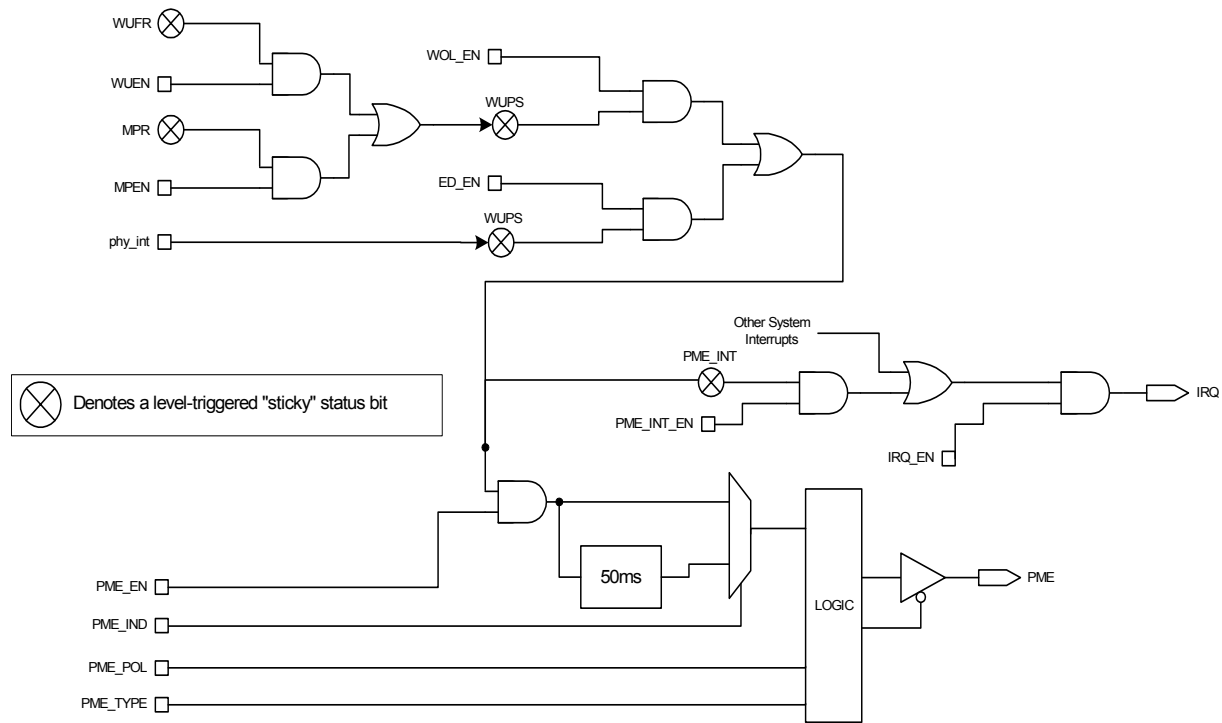 WUFR
WUEN
MPR
MPEN
phy_int
WOL_EN
WUPS
ED_EN
WUPS
Other System
Interrupts
PME_INT
PME_INT_EN
IRQ
IRQ_EN
Denotes a level-triggered "sticky" status bit
50ms
LOGIC
PME
PME_EN
PME_IND
PME_POL
PME_TYPE